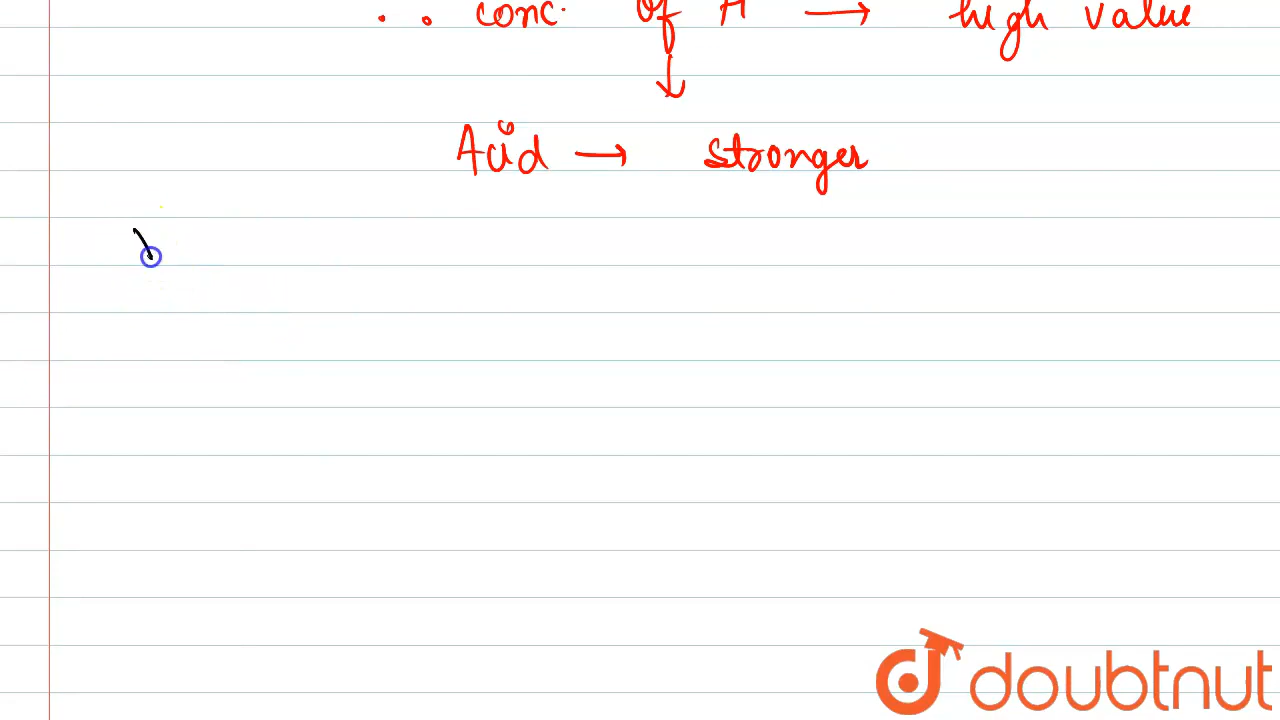 ∴ conc. of H → high value
↓
Acid → stronger
doubtnut